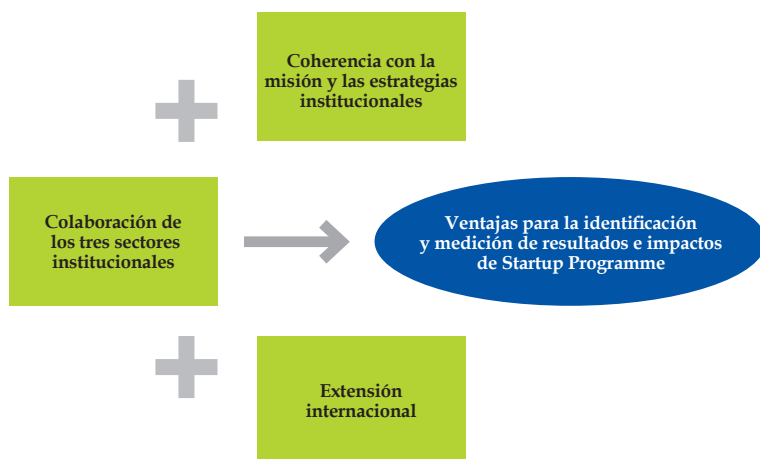 Coherencia con la
misión y las estrategias
institucionales
Colaboración de
los tres sectores
institucionales
Ventajas para la identificación
y medición de resultados e impactos
de Startup Programme
Extensión
internacional